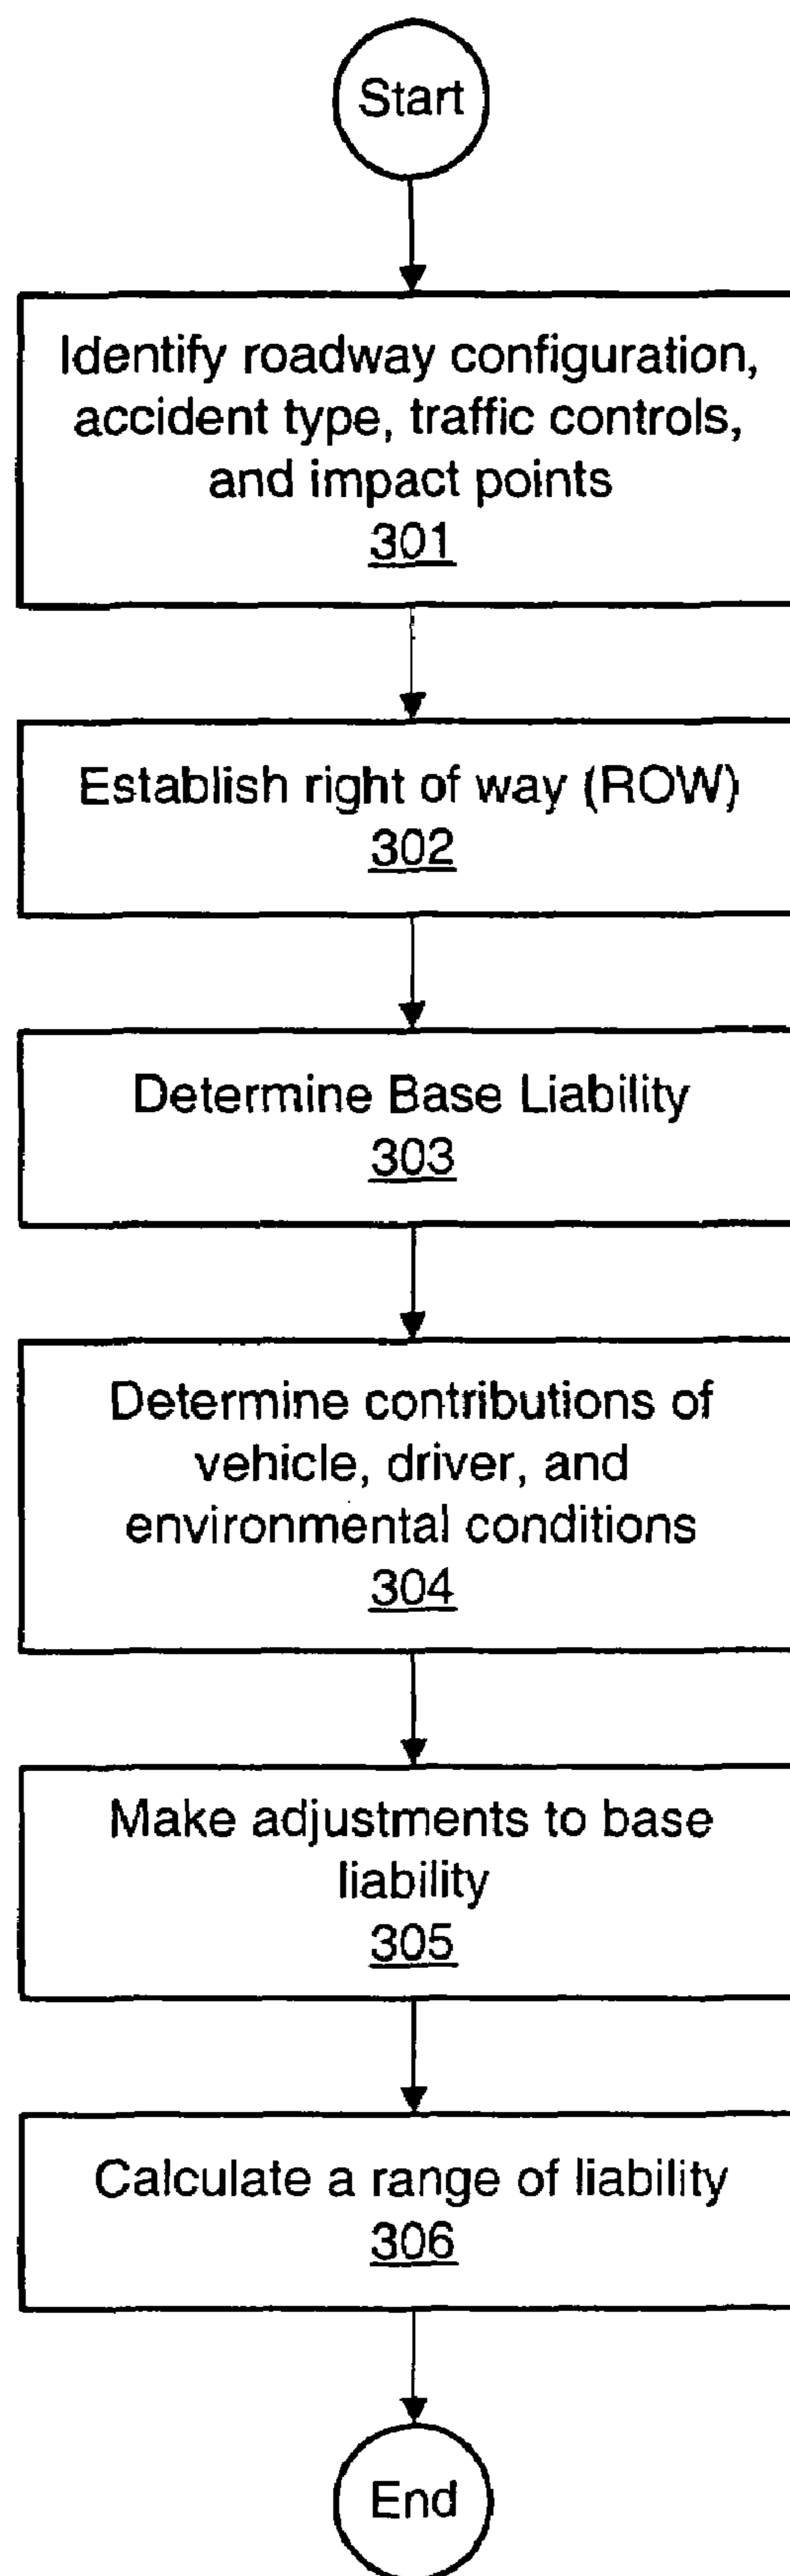 Start
Identify roadway configuration,
accident type, traffic controls,
and impact points
301
Establish right of way (ROW)
302
Determine Base Liability
303
Determine contributions of
vehicle, driver, and
environmental conditions
304
Make adjustments to base
liability
305
Calculate a range of liability
306
End